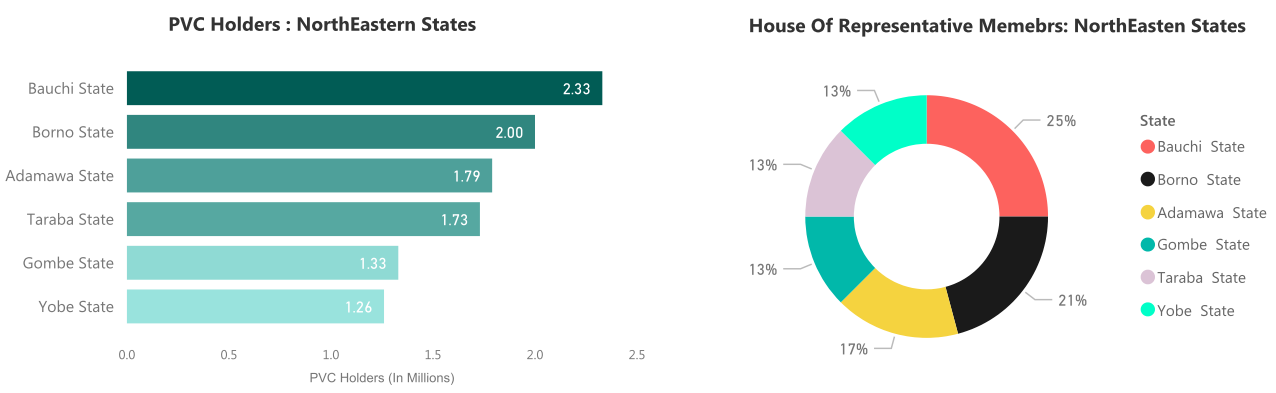 PVC Holders : NorthEastern States
Bauchi State
2.33
Borno State
2.00
Adamawa State
1.79
Taraba State
1.73
Gombe State
1.33
Yobe State
1.26
0.0 0.5 1.0 1.5 2.0 2.5
PVC Holders (In Millions)
House Of Representative Memebrs: NorthEasten States
13%
25%
13%
13%
21%
17%
State
Bauchi State
Borno State
Adamawa State
Gombe State
Taraba State
Yobe State